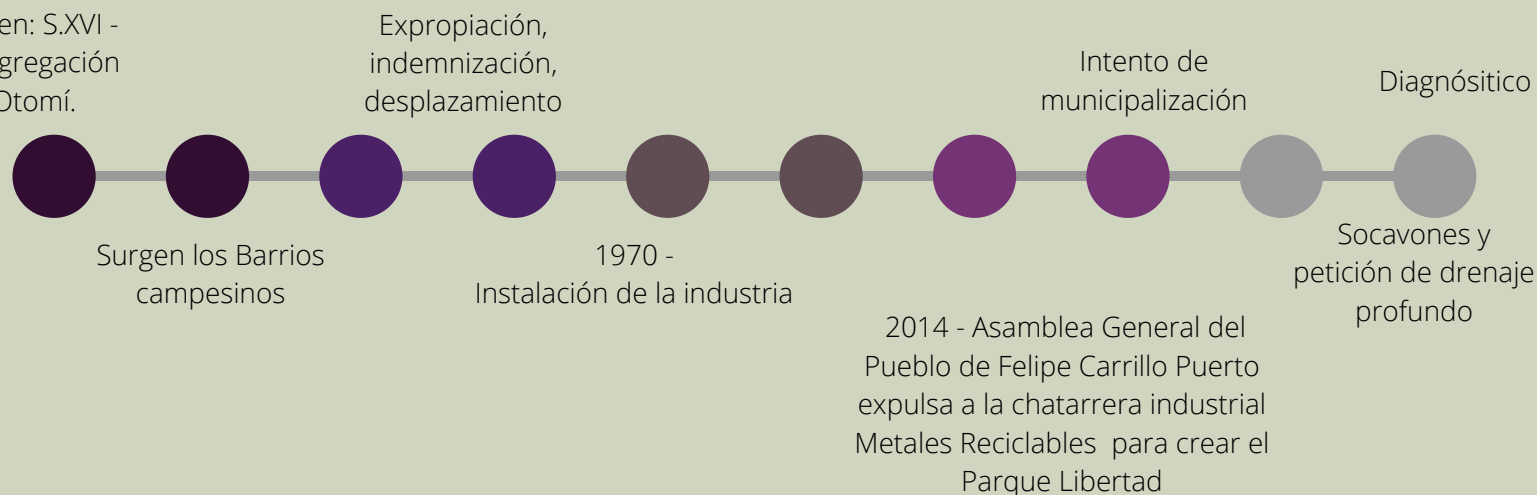 en: S.XVI -
gregación
Otomí.
Surgen los Barrios
campesinos
Expropiación,
indemnización,
desplazamiento
1970 -
Instalación de la industria
2014 - Asamblea General del
Pueblo de Felipe Carrillo Puerto
expulsa a la chatarrera industrial
Metales Reciclables para crear el
Parque Libertad
Intento de
municipalización
Socavones y
petición de drenaje
profundo
Diagnósitico